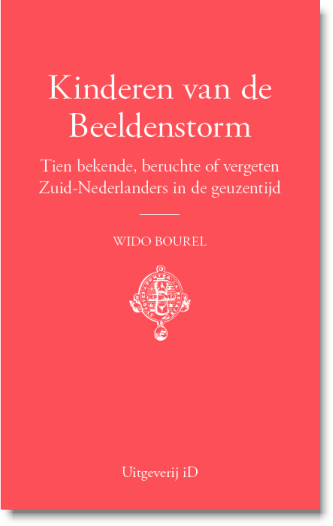 Kinderen van de
Beeldenstorm
Tien bekende, beruchte of vergeten
Zuid-Nederlanders in de geuzentijd
WIDO BOUREL
Uitgeverij iD